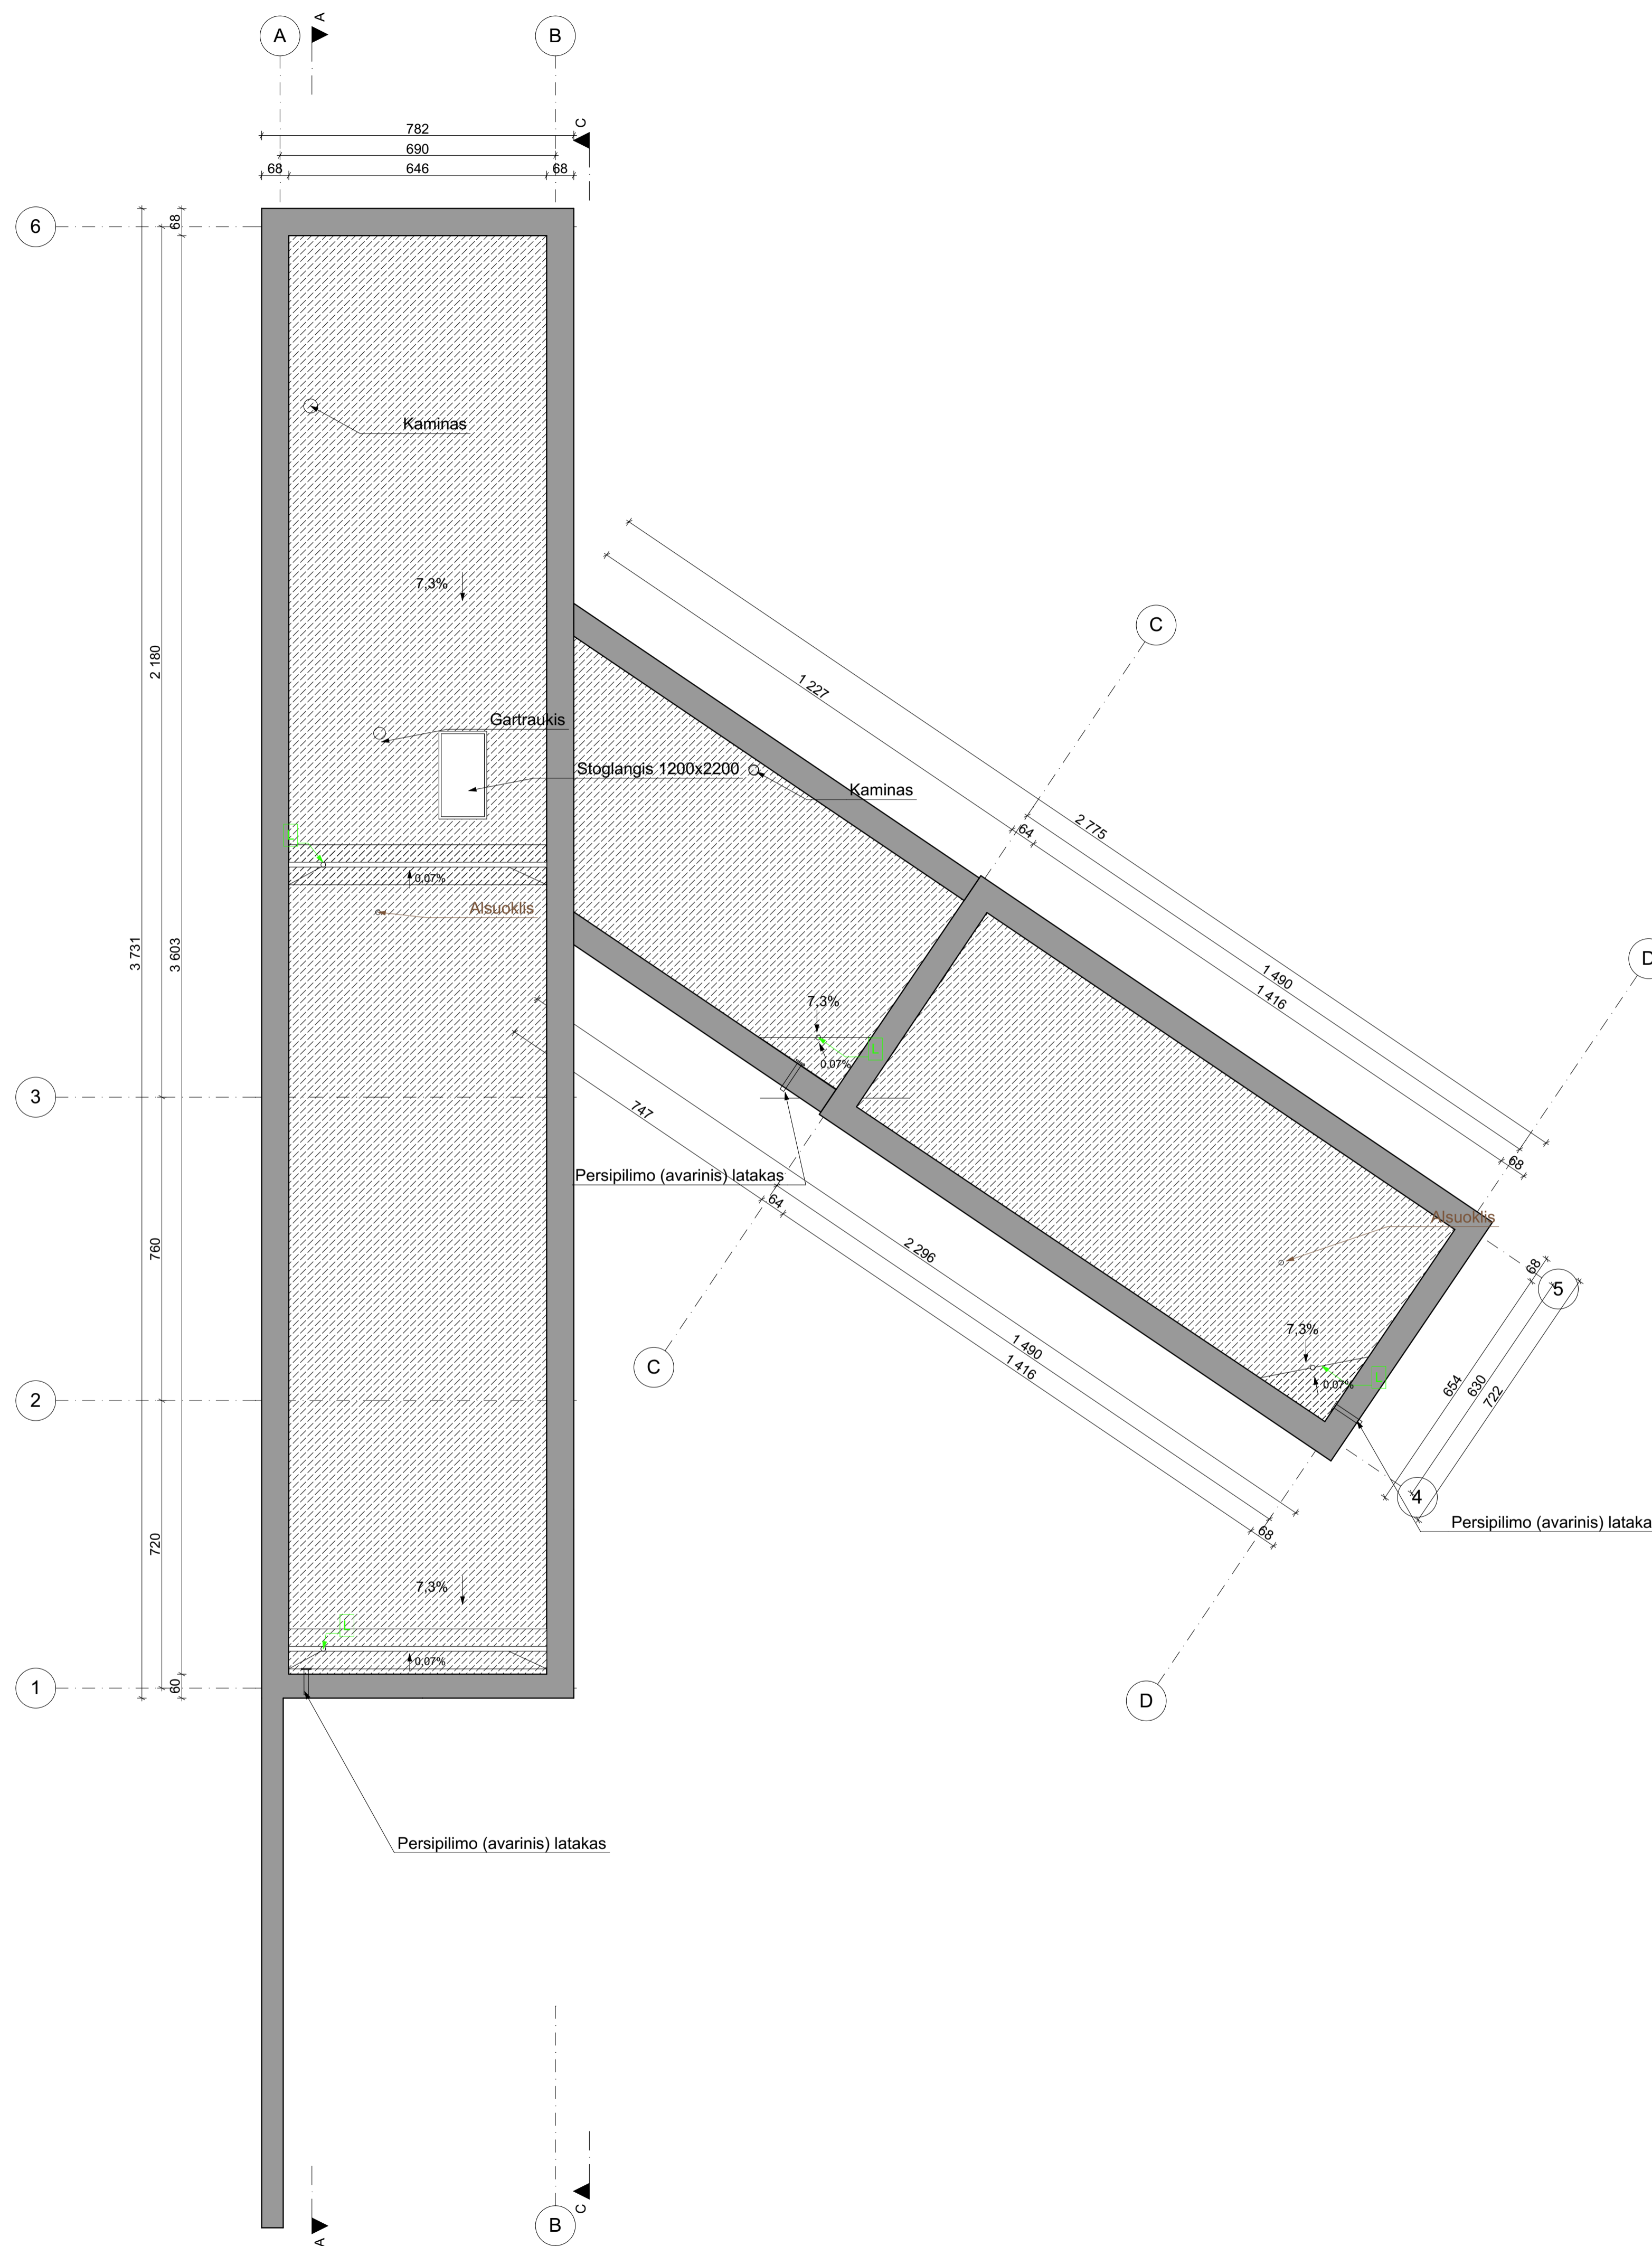 A
B
A
C
782
690
68
646
68
6
68
Kaminas
7,3%
C
1 227
2 180
Gartraukis
Stoglangis 1200x2200
Kaminas
2 775
64
L
0,07%
Alsuoklis
3 731
3 603
D
1 490
1 416
7,3%
L
0,07%
3
747
68
Persipilimo (avarinis) latakas
64
Alsuoklis
760
2 296
68
5
7,3%
1 490
1 416
L
0,07%
654
630
722
C
2
4
Persipilimo (avarinis) lataka
68
720
7,3%
L
0,07%
60
1
D
Persipilimo (avarinis) latakas
C
B
A